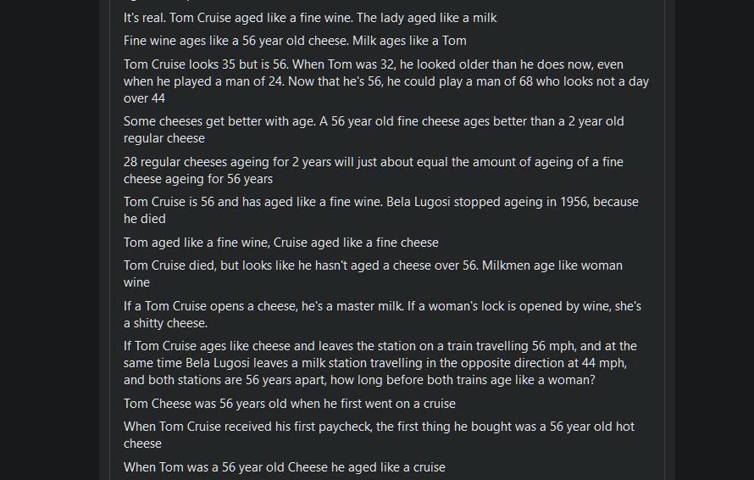 It's real. Tom Cruise aged like a fine wine. The lady aged like a milk
Fine wine ages like a 56 year old cheese. Milk ages like a Tom
Tom Cruise looks 35 but is 56. When Tom was 32, he looked older than he does now, even
when he played a man of 24. Now that he's 56, he could play a man of 68 who looks not a day
over 44
Some cheeses get better with age. A 56 year old fine cheese ages better than a 2 year old
regular cheese
28 regular cheeses ageing for 2 years will just about equal the amount of ageing of a fine
cheese ageing for 56 years
Tom Cruise is 56 and has aged like a fine wine. Bela Lugosi stopped ageing in 1956, because
he died
Tom aged like a fine wine, Cruise aged like a fine cheese
Tom Cruise died, but looks like he hasn't aged a cheese over 56. Milkmen age like woman
wine
If a Tom Cruise opens a cheese, he's a master milk. If a woman's lock is opened by wine, she's
a shitty cheese.
If Tom Cruise ages like cheese and leaves the station on a train travelling 56 mph, and at the
same time Bela Lugosi leaves a milk station travelling in the opposite direction at 44 mph,
and both stations are 56 years apart, how long before both trains age like a woman?
Tom Cheese was 56 years old when he first went on a cruise
When Tom Cruise received his first paycheck, the first thing he bought was a 56 year old hot
cheese
When Tom was a 56 year old Cheese he aged like a cruise